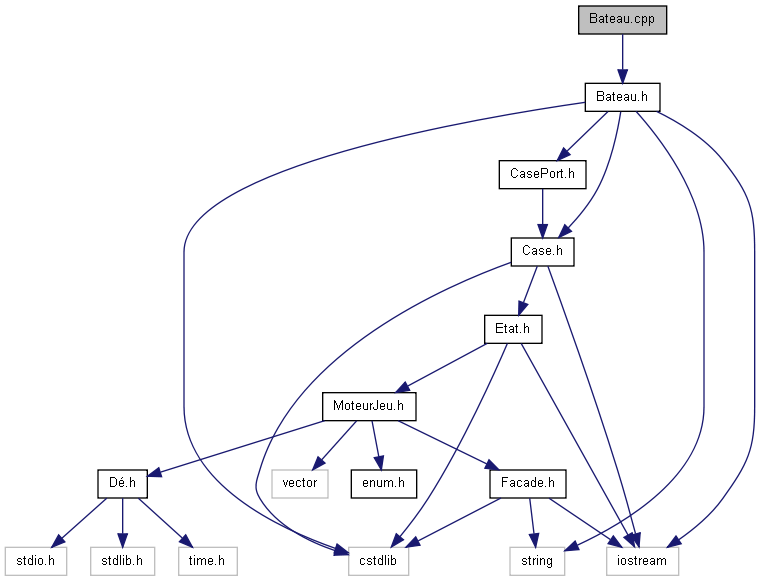 Bateau.cpp
Bateau.h
CasePort.h
Case.h
Etat.h
MoteurJeu.h
Dé.h
vector
enum.h
Facade.h
stdio.h
stdlib.h
time.h
cstdlib
string
iostream